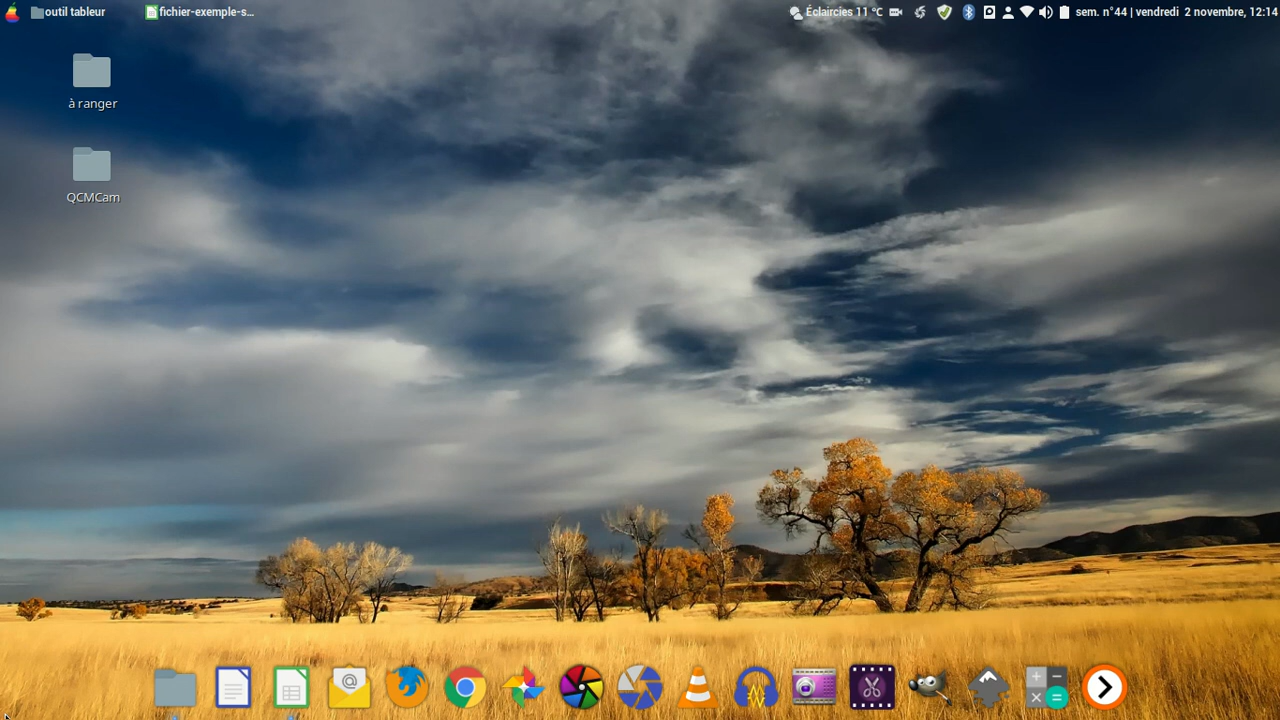 outil tableur
fichier-exemple-s...
Éclaircies 11 °C
sem. n°44 | vendredi 2 novembre, 12:14
à ranger
QCMCam